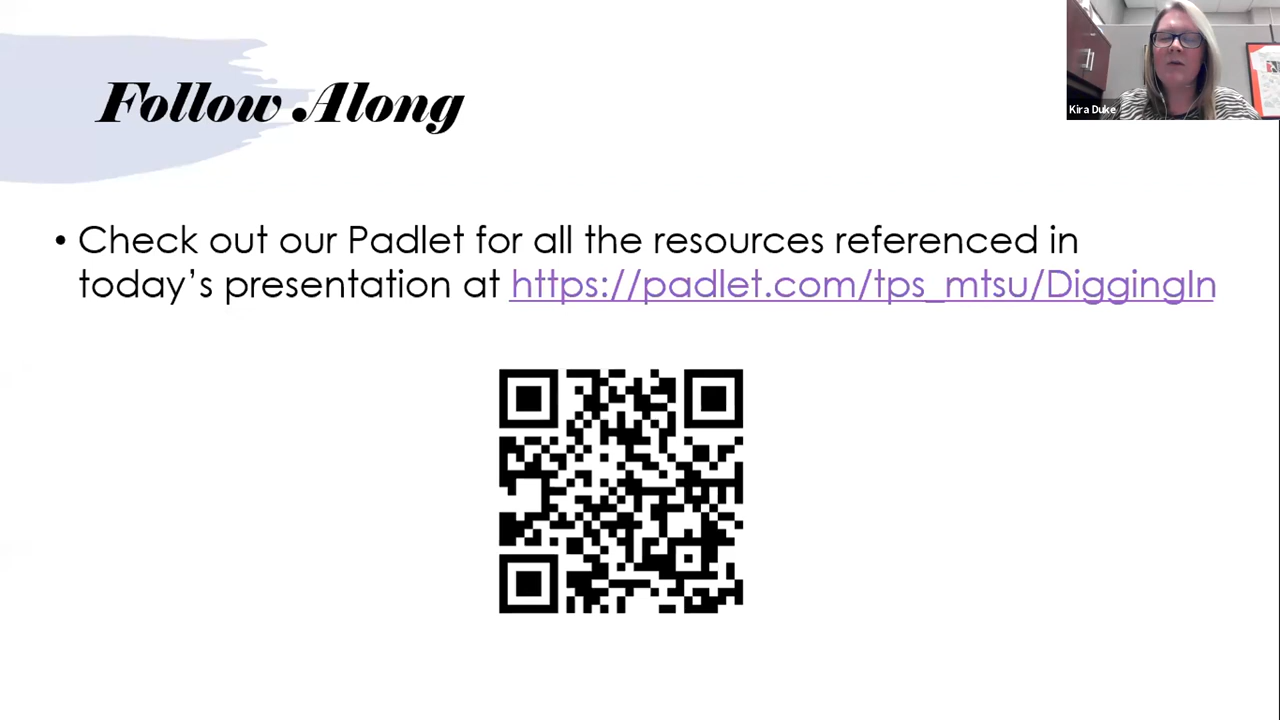 Follow Along
Kira Duke
• Check out our Padlet for all the resources referenced in
today’s presentation at https://padlet.com/tps_mtsu/DiggingIn